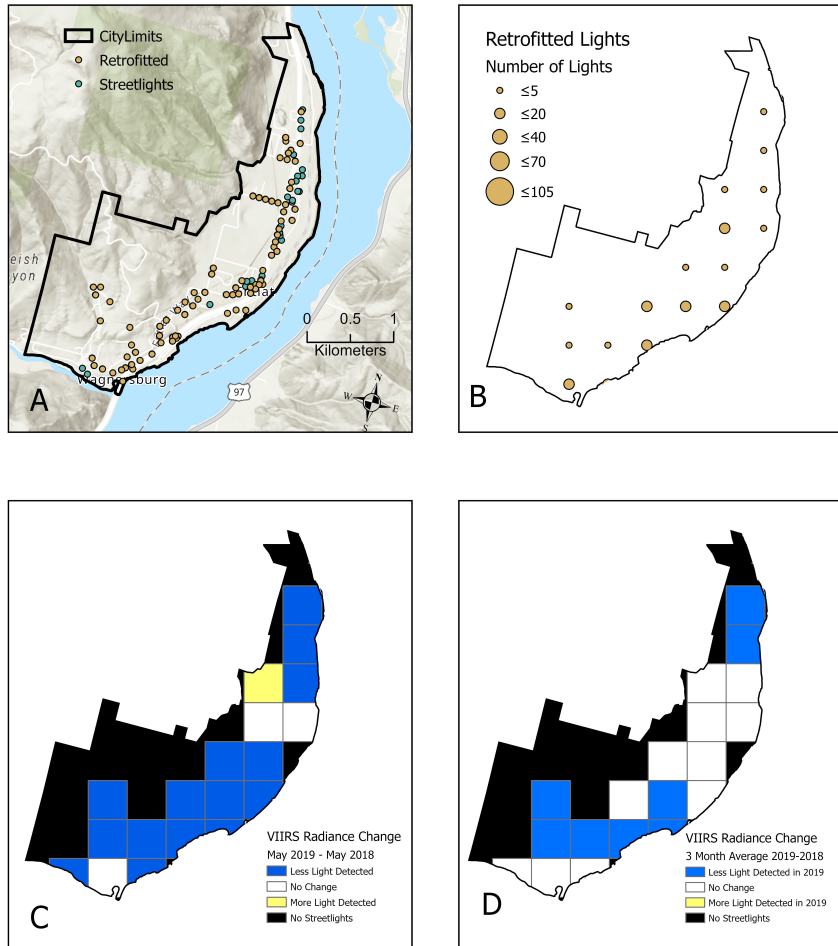 CityLimits
Retrofitted
Streetlights
eish
yon
0 0.5 1
Kilometers
Wagnersburg
97
N
W E
S
A
Retrofitted Lights
Number of Lights
≤5
≤20
≤40
≤70
≤105
B
VIIRS Radiance Change
May 2019 - May 2018
Less Light Detected
No Change
More Light Detected
No Streetlights
C
VIIRS Radiance Change
3 Month Average 2019-2018
Less Light Detected in 2019
No Change
More Light Detected in 2019
No Streetlights
D